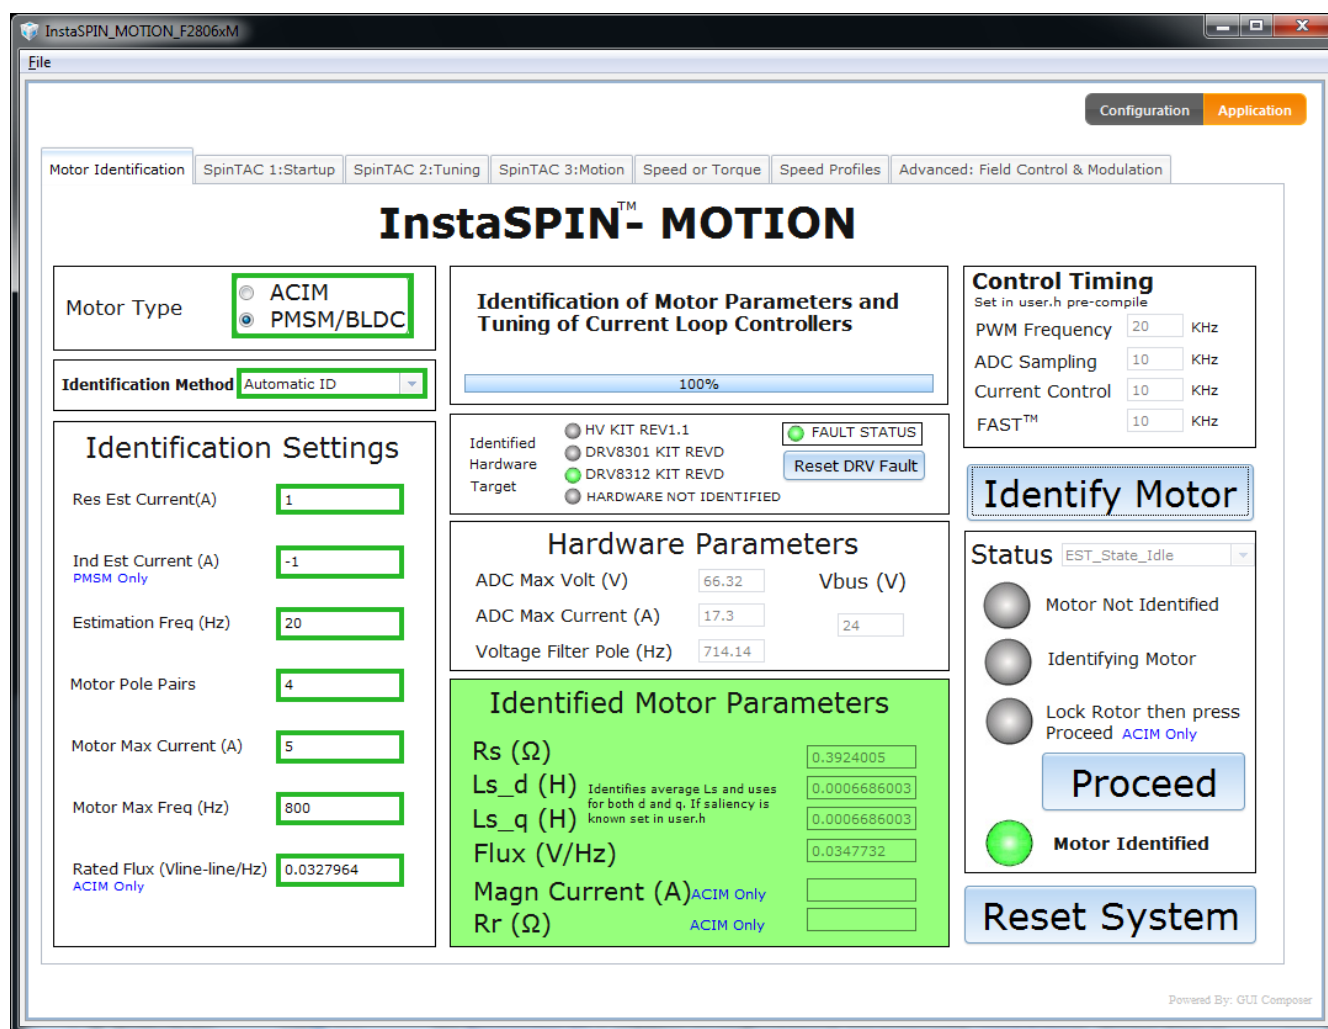 InstaSPIN_MOTION_F2806xM
File
Configuration
Application
Motor Identification
SpinTAC 1:Startup
SpinTAC 2:Tuning
SpinTAC 3:Motion
Speed or Torque
Speed Profiles
Advanced: Field Control & Modulation
InstaSPIN™- MOTION
Motor Type
ACIM
PMSM/BLDC
Identification Method
Automatic ID
Identification Settings
Res Est Current(A)
1
Ind Est Current (A)
PMSM Only
-1
Estimation Freq (Hz)
20
Motor Pole Pairs
4
Motor Max Current (A)
5
Motor Max Freq (Hz)
800
Rated Flux (Vline-line/Hz)
ACIM Only
0.0327964
Identification of Motor Parameters and
Tuning of Current Loop Controllers
100%
Identified
Hardware
Target
HV KIT REV1.1
DRV8301 KIT REVD
DRV8312 KIT REVD
HARDWARE NOT IDENTIFIED
FAULT STATUS
Reset DRV Fault
Hardware Parameters
ADC Max Volt (V)
66.32
ADC Max Current (A)
17.3
Voltage Filter Pole (Hz)
714.14
Vbus (V)
24
Identified Motor Parameters
Rs (Ω)
0.3924005
Ls_d (H)
0.0006686003
Ls_q (H)
0.0006686003
Identifies average Ls and uses
for both d and q. If saliency is
known set in user.h
Flux (V/Hz)
0.0347732
Magn Current (A)
ACIM Only
Rr (Ω)
ACIM Only
Control Timing
Set in user.h pre-compile
PWM Frequency
20
KHz
ADC Sampling
10
KHz
Current Control
10
KHz
FAST™
10
KHz
Identify Motor
Status
EST_State_Idle
Motor Not Identified
Identifying Motor
Lock Rotor then press
Proceed ACIM Only
Proceed
Motor Identified
Reset System
Powered By: GUI Composer